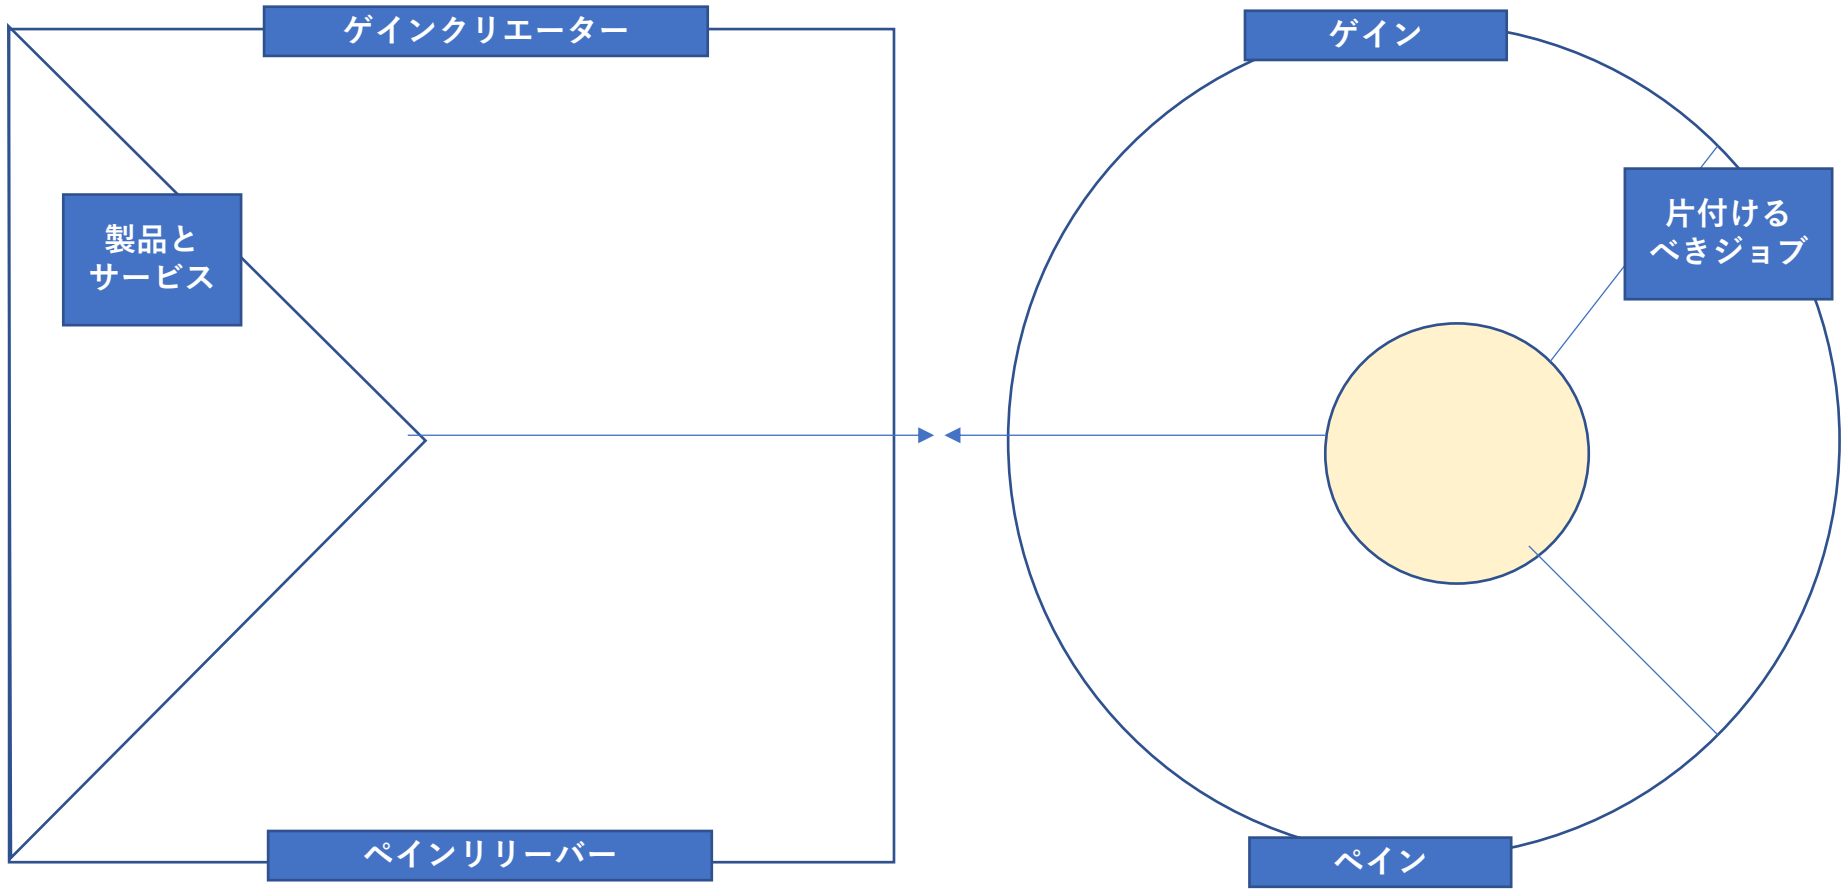 ゲインクリエーター
ゲイン
製品と
サービス
片付ける
べきジョブ
ペインリリーバー
ペイン